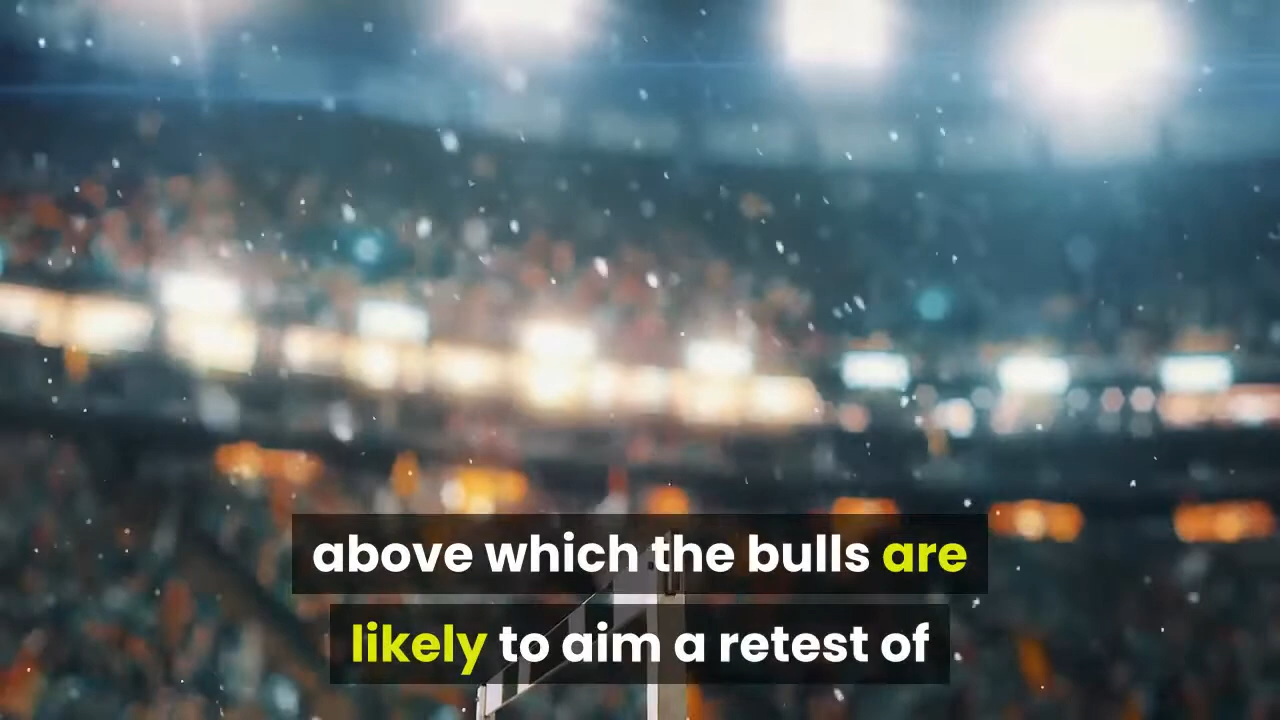 above which the bulls are
likely to aim a retest of